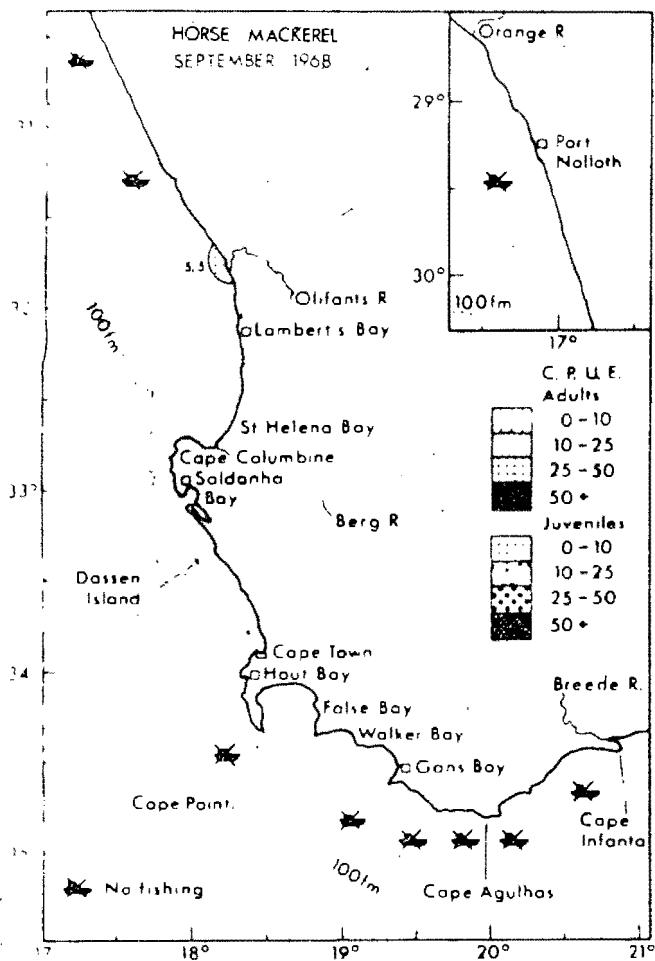 HORSE MACKEREL
SEPTEMBER 1968
Orange R
29°
Port
Nolloth
30°
100fm
17°
5.5
Olifants R
100fm
Lambert's Bay
C. P. U. E.
Adults
0-10
10-25
25-50
50+
Juveniles
0-10
10-25
25-50
50+
St Helena Bay
Cape Columbine
Saldanha
Bay
33°
Berg R
Dassen
Island
Cape Town
34
Hout Bay
Breede R.
False Bay
Walker Bay
Gans Bay
Cape Point.
Cape
Infanta
100fm
Cape Agulhas
No fishing
17
18°
19°
20°
21°